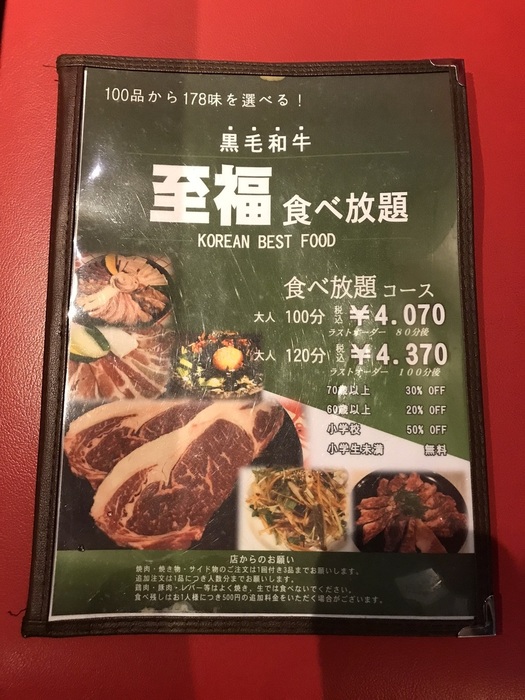 100品から178味を選べる！
黒毛和牛
至福 食べ放題
KOREAN BEST FOOD
食べ放題 コース
大人 100分 税込 ￥4.070
ラストオーダー 80分後
大人 120分 税込 ￥4.370
ラストオーダー 100分後
70歳以上 30% OFF
60歳以上 20% OFF
小学校 50% OFF
小学生未満 無料
店からのお願い
焼肉・焼き物・サイド物のご注文は1回付き3品までお願いします。
追加注文は1品につき人数分までお願いします。
鶏肉・豚肉・レバー等はよく焼き，生では食べないでください。
食べ残しはお1人様につき500円の追加料金をいただく場合がございます。